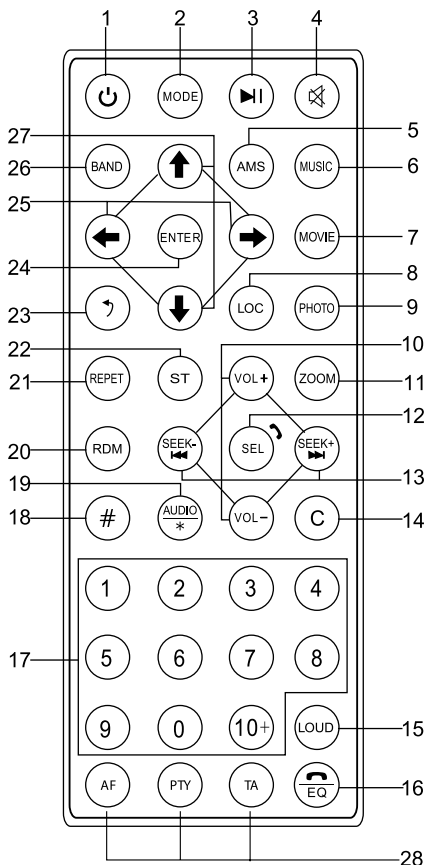 1 2 3 4
MODE
5
27
26 BAND AMS MUSIC 6
25
ENTER MOVIE 7
24
8
23 LOC PHOTO 9
22
10
21 REPET ST VOL+ ZOOM 11
12
20 RDM SEEK- SEL SEEK+
13
19
18 # AUDIO * VOL- C 14
1 2 3 4
17 5 6 7 8
9 0 10+ LOUD 15
AF PTY TA EQ 16
28